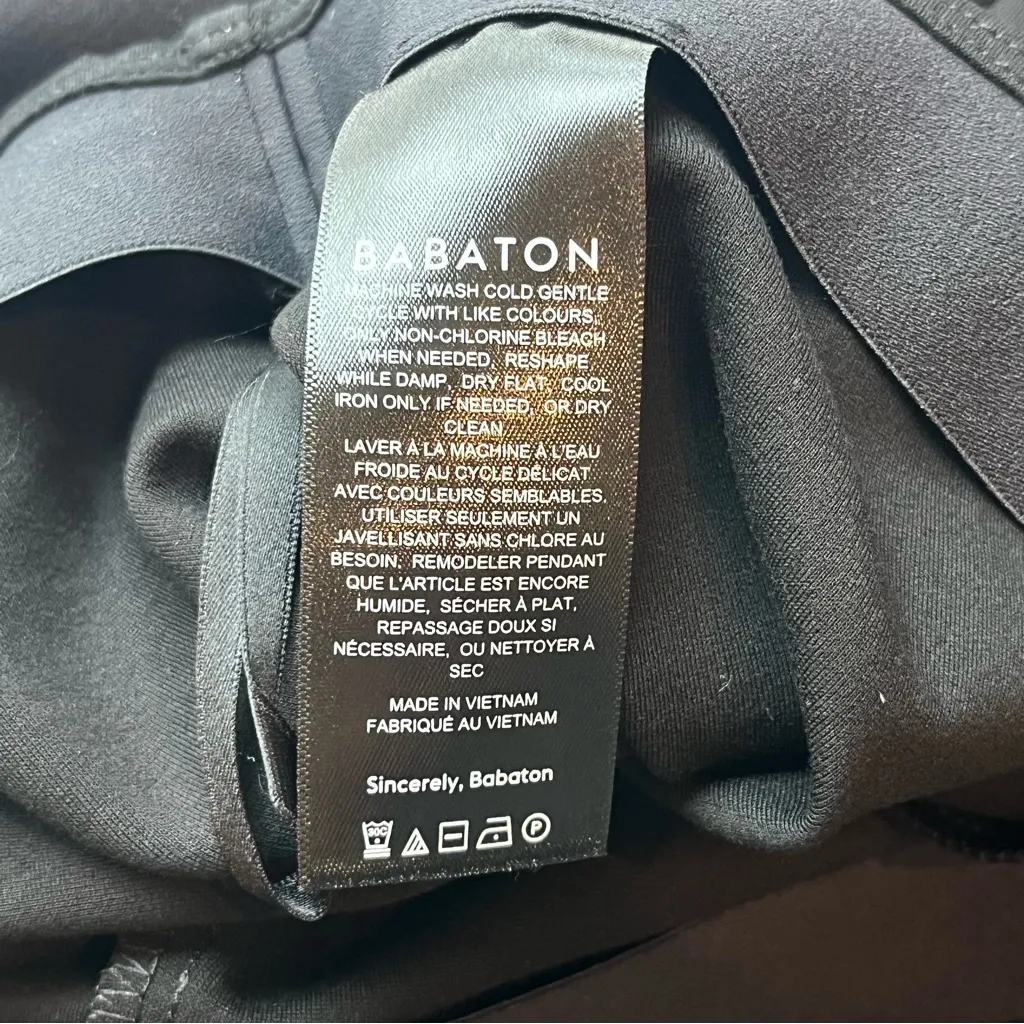 BABATON
MACHINE WASH COLD GENTLE
CYCLE WITH LIKE COLOURS,
ONLY NON-CHLORINE BLEACH
WHEN NEEDED, RESHAPE
WHILE DAMP, DRY FLAT, COOL
IRON ONLY IF NEEDED, OR DRY
CLEAN
LAVER À LA MACHINE À L'EAU
FROIDE AU CYCLE DÉLICAT
AVEC COULEURS SEMBLABLES,
UTILISER SEULEMENT UN
JAVELLISANT SANS CHLORE AU
BESOIN, REMODELER PENDANT
QUE L'ARTICLE EST ENCORE
HUMIDE, SÉCHER À PLAT,
REPASSAGE DOUX SI
NÉCESSAIRE, OU NETTOYER À
SEC
MADE IN VIETNAM
FABRIQUÉ AU VIETNAM
Sincerely, Babaton
30C P